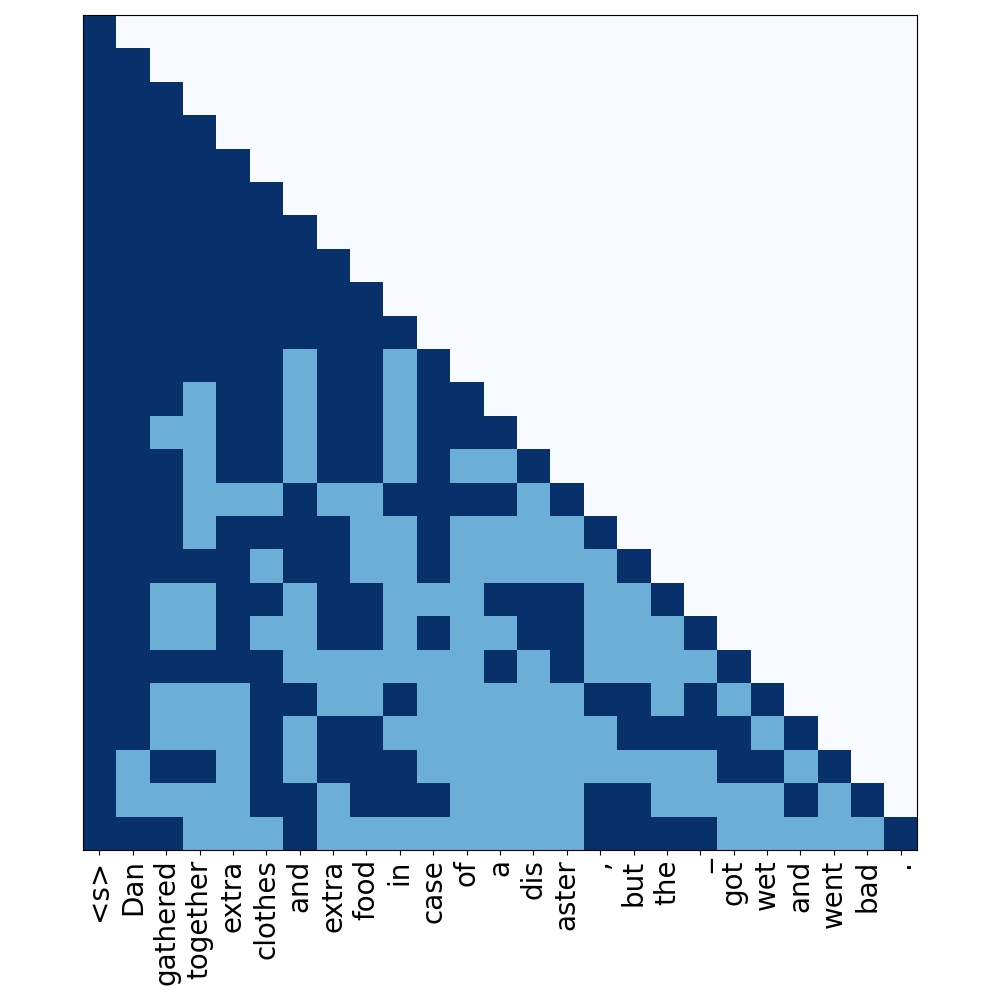 <s> Dan gathered together extra clothes and extra food in case of a dis aster , but the _ got wet and went bad .